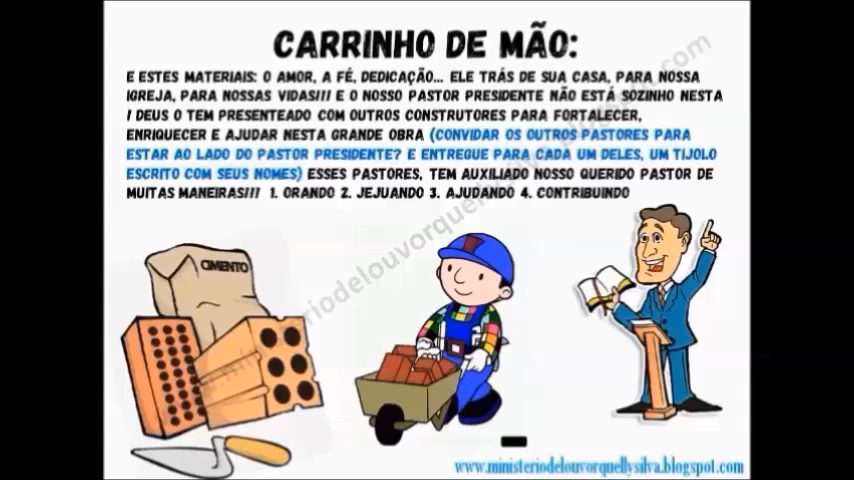 CARRINHO DE MÃO:
E ESTES MATERIAIS: O AMOR, A FÉ, DEDICAÇÃO... ELE TRÁS DE SUA CASA, PARA NOSSA
IGREJA, PARA NOSSAS VIDAS!!! E O NOSSO PASTOR PRESIDENTE NÃO ESTÁ SOZINHO NESTA
! DEUS O TEM PRESENTEADO COM OUTROS CONSTRUTORES PARA FORTALECER,
ENRIQUECER E AJUDAR NESTA GRANDE OBRA (CONVIDAR OS OUTROS PASTORES PARA
ESTAR AO LADO DO PASTOR PRESIDENTE? E ENTREGUE PARA CADA UM DELES, UM TIJOLO
ESCRITO COM SEUS NOMES) ESSES PASTORES, TEM AUXILIADO NOSSO QUERIDO PASTOR DE
MUITAS MANEIRAS!!! 1. ORANDO 2. JEJUANDO 3. AJUDANDO 4. CONTRIBUINDO
CIMENTO
www.ministeriodelouvorquellysilva.blogspot.com
www.ministeriodelouvorquellysilva.blogspot.com